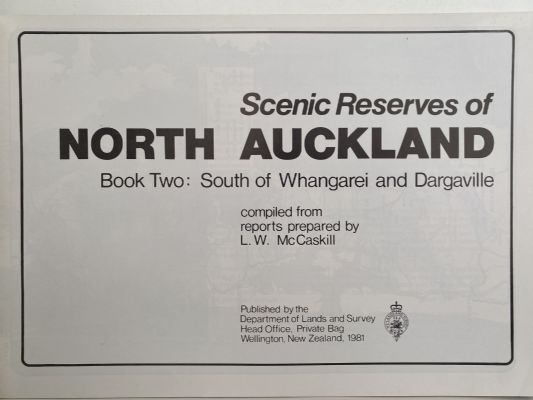 Scenic Reserves of
NORTH AUCKLAND
Book Two: South of Whangarei and Dargaville
compiled from
reports prepared by
L. W. McCaskill
Published by the
Department of Lands and Survey
Head Office, Private Bag
Wellington, New Zealand, 1981